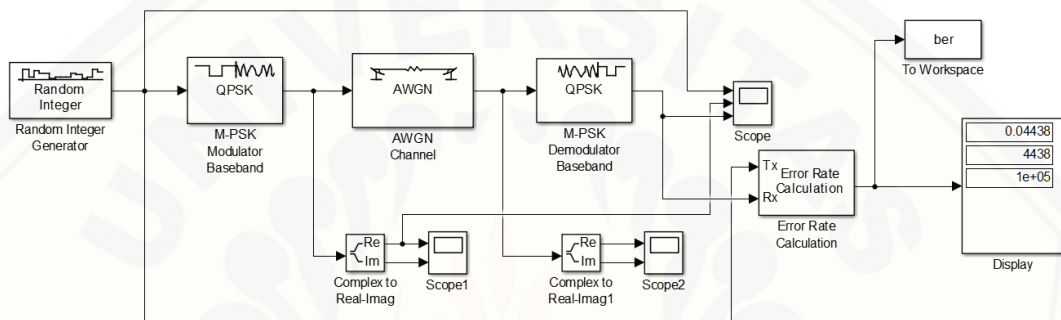 ber
To Workspace
Random
Integer
Random Integer
Generator
QPSK
M-PSK
Modulator
Baseband
AWGN
AWGN
Channel
QPSK
M-PSK
Demodulator
Baseband
Scope
Tx
Rx
Error Rate
Calculation
Error Rate
Calculation
0.04438
4438
1e+05
Display
Re
Im
Complex to
Real-Imag
Scope1
Re
Im
Complex to
Real-Imag1
Scope2
UNIVERSITAS